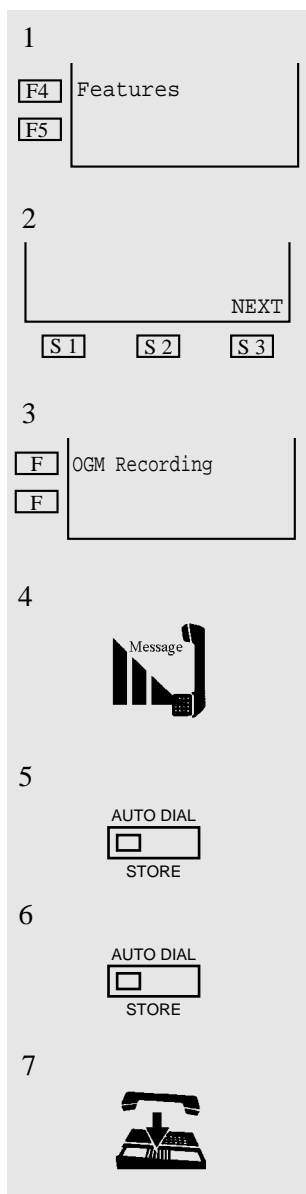 1
F4 Features
F5
2
NEXT
S 1 S 2 S 3
3
F OGM Recording
F
4
Message
5
AUTO DIAL
STORE
6
AUTO DIAL
STORE
7